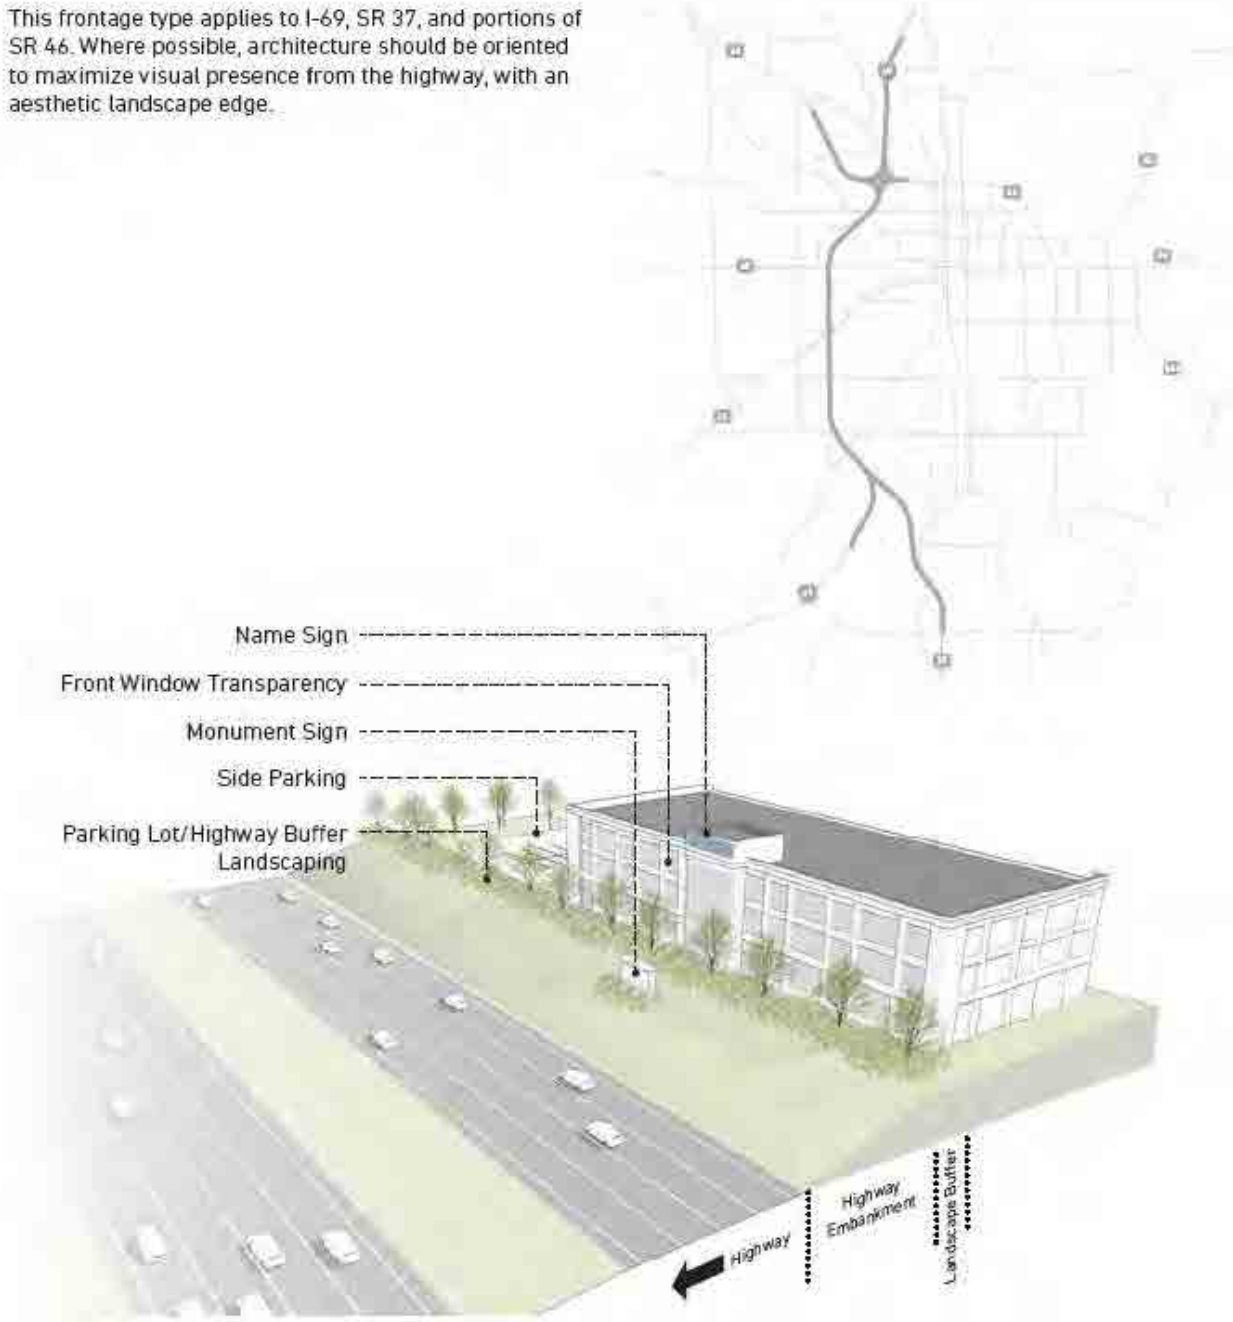 This frontage type applies to I-69, SR 37, and portions of
SR 46. Where possible, architecture should be oriented
to maximize visual presence from the highway, with an
aesthetic landscape edge.
Name Sign
Front Window Transparency
Monument Sign
Side Parking
Parking Lot/Highway Buffer
Landscaping
Highway
Highway
Embankment
Landscape Buffer